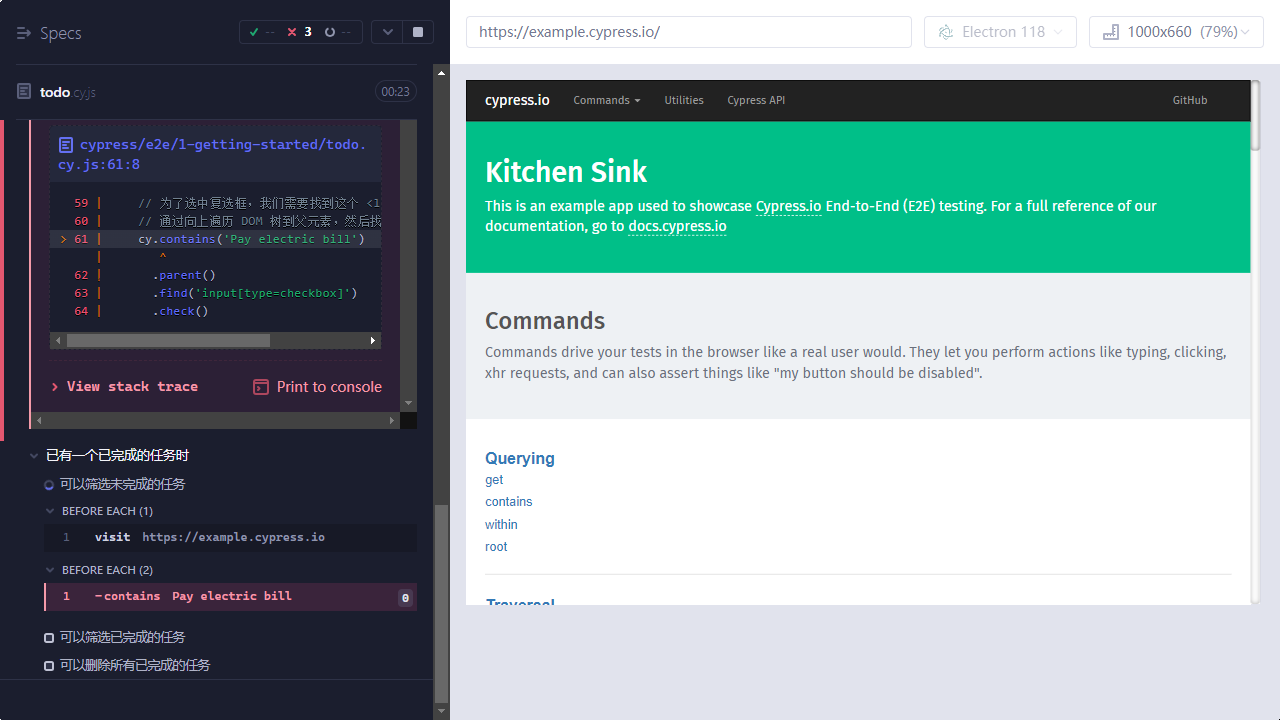 Specs
-- 3 --
todo.cy.js 00:23
cypress/e2e/1-getting-started/todo.
cy.js:61:8
59 | // 为了选中复选框，我们需要找到这个 <l
60 | // 通过向上遍历 DOM 树到父元素，然后找
> 61 | cy.contains('Pay electric bill')
| ^
62 | .parent()
63 | .find('input[type=checkbox]')
64 | .check()
View stack trace Print to console
已有一个已完成的任务时
可以筛选未完成的任务
BEFORE EACH (1)
1 visit https://example.cypress.io
BEFORE EACH (2)
1 -contains Pay electric bill 0
可以筛选已完成的任务
可以删除所有已完成的任务
https://example.cypress.io/ Electron 118 1000x660 (79%)
cypress.io Commands Utilities Cypress API GitHub
Kitchen Sink
This is an example app used to showcase Cypress.io End-to-End (E2E) testing. For a full reference of our
documentation, go to docs.cypress.io
Commands
Commands drive your tests in the browser like a real user would. They let you perform actions like typing, clicking,
xhr requests, and can also assert things like "my button should be disabled".
Querying
get
contains
within
root
Traversal